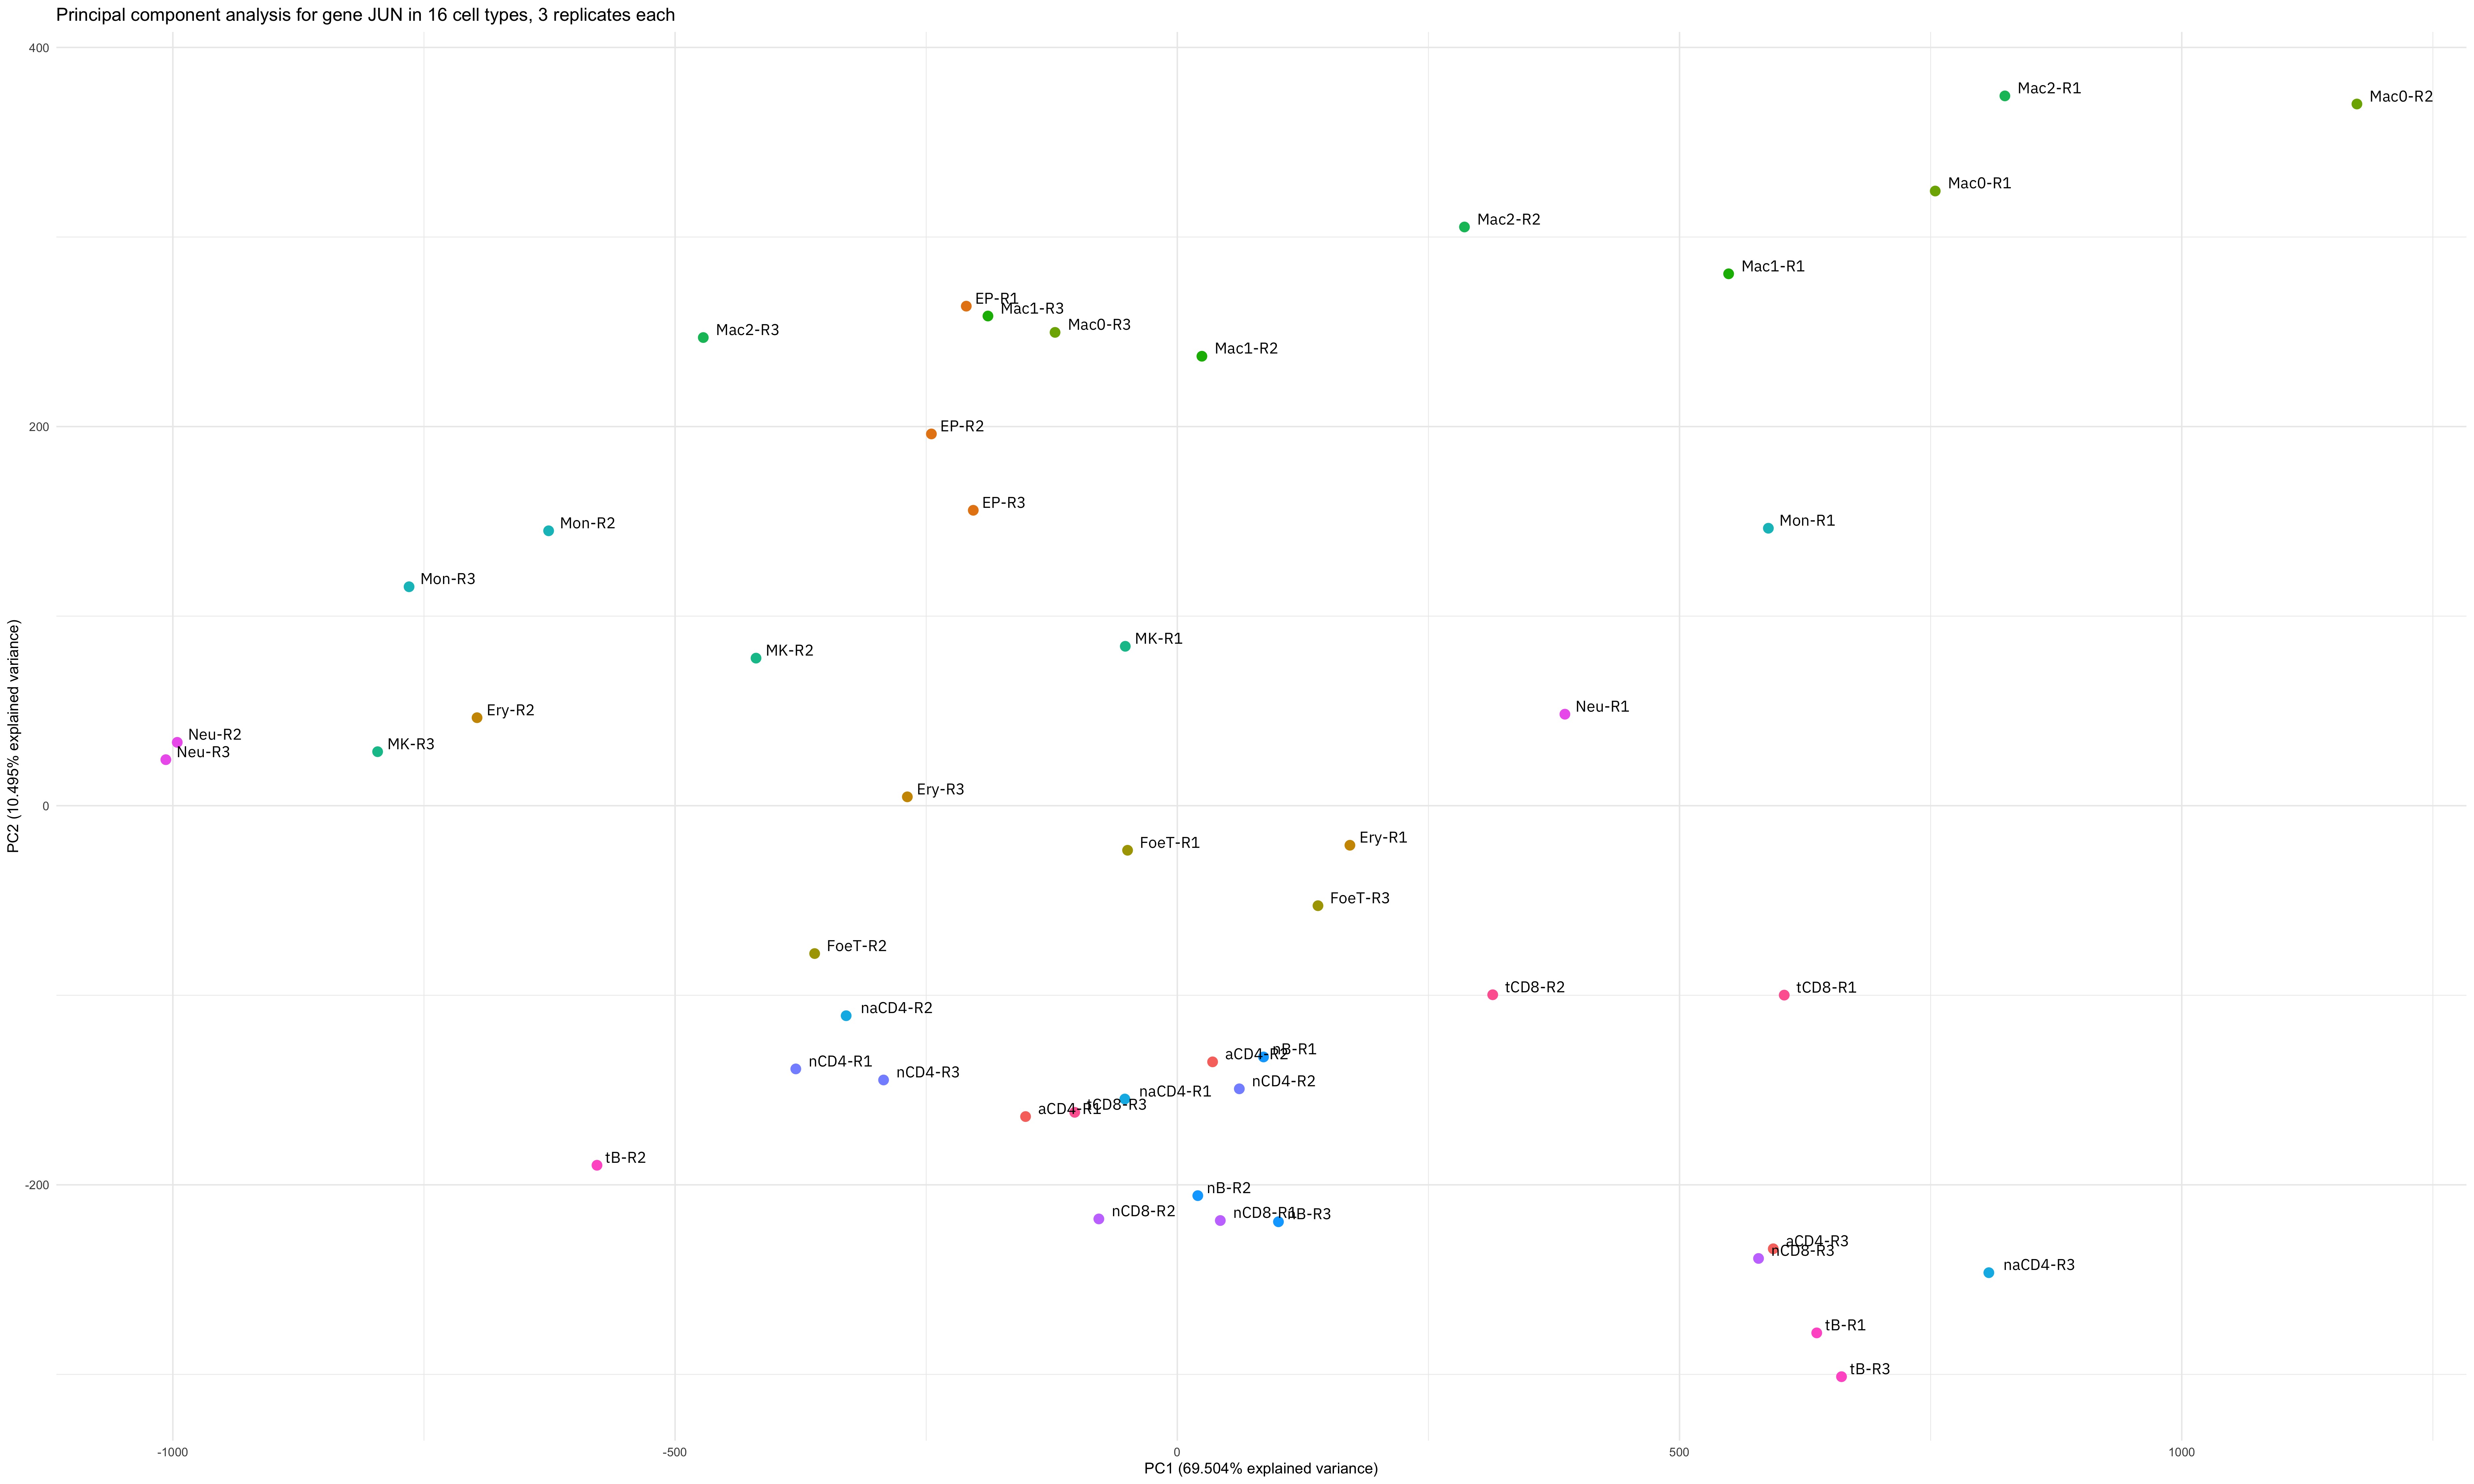 Principal component analysis for gene JUN in 16 cell types, 3 replicates each
400
Mac2-R1
Mac0-R2
Mac0-R1
Mac2-R2
Mac1-R1
EP-R1
Mac1-R3
Mac0-R3
Mac2-R3
Mac1-R2
200
EP-R2
EP-R3
Mon-R2
Mon-R1
Mon-R3
MK-R1
MK-R2
Ery-R2
Neu-R1
Neu-R2
MK-R3
Neu-R3
PC2 (10.495% explained variance)
0
Ery-R3
FoeT-R1
Ery-R1
FoeT-R3
FoeT-R2
tCD8-R2
tCD8-R1
naCD4-R2
nB-R1
aCD4-R2
nCD4-R1
nCD4-R3
nCD4-R2
naCD4-R1
tCD8-R3
aCD4-R1
tB-R2
-200
nB-R2
nCD8-R2
nCD8-R1
nB-R3
aCD4-R3
nCD8-R3
naCD4-R3
tB-R1
tB-R3
-1000
-500
0
500
1000
PC1 (69.504% explained variance)